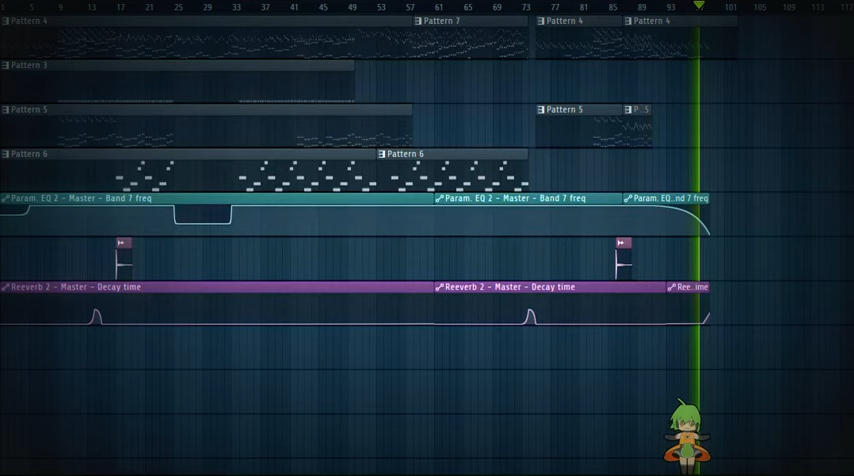 1 5 9 13 17 21 25 29 33 37 41 45 49 53 57 61 65 69 73 77 81 85 89 93 101 105 109 113 117
Pattern 4 Pattern 7 Pattern 4 Pattern 4
Pattern 3
Pattern 5 Pattern 5 P..5
Pattern 6 Pattern 6
Param. EQ 2 - Master - Band 7 freq Param. EQ 2 - Master - Band 7 freq Param. EQ..nd 7 freq
Reeverb 2 - Master - Decay time Reeverb 2 - Master - Decay time Ree..ime